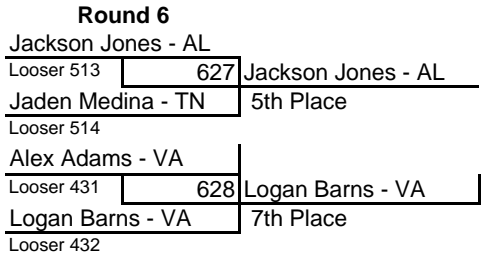 Round 6
Jackson Jones - AL
Looser 513
627 Jackson Jones - AL
Jaden Medina - TN
5th Place
Looser 514
Alex Adams - VA
Looser 431
628 Logan Barns - VA
Logan Barns - VA
7th Place
Looser 432